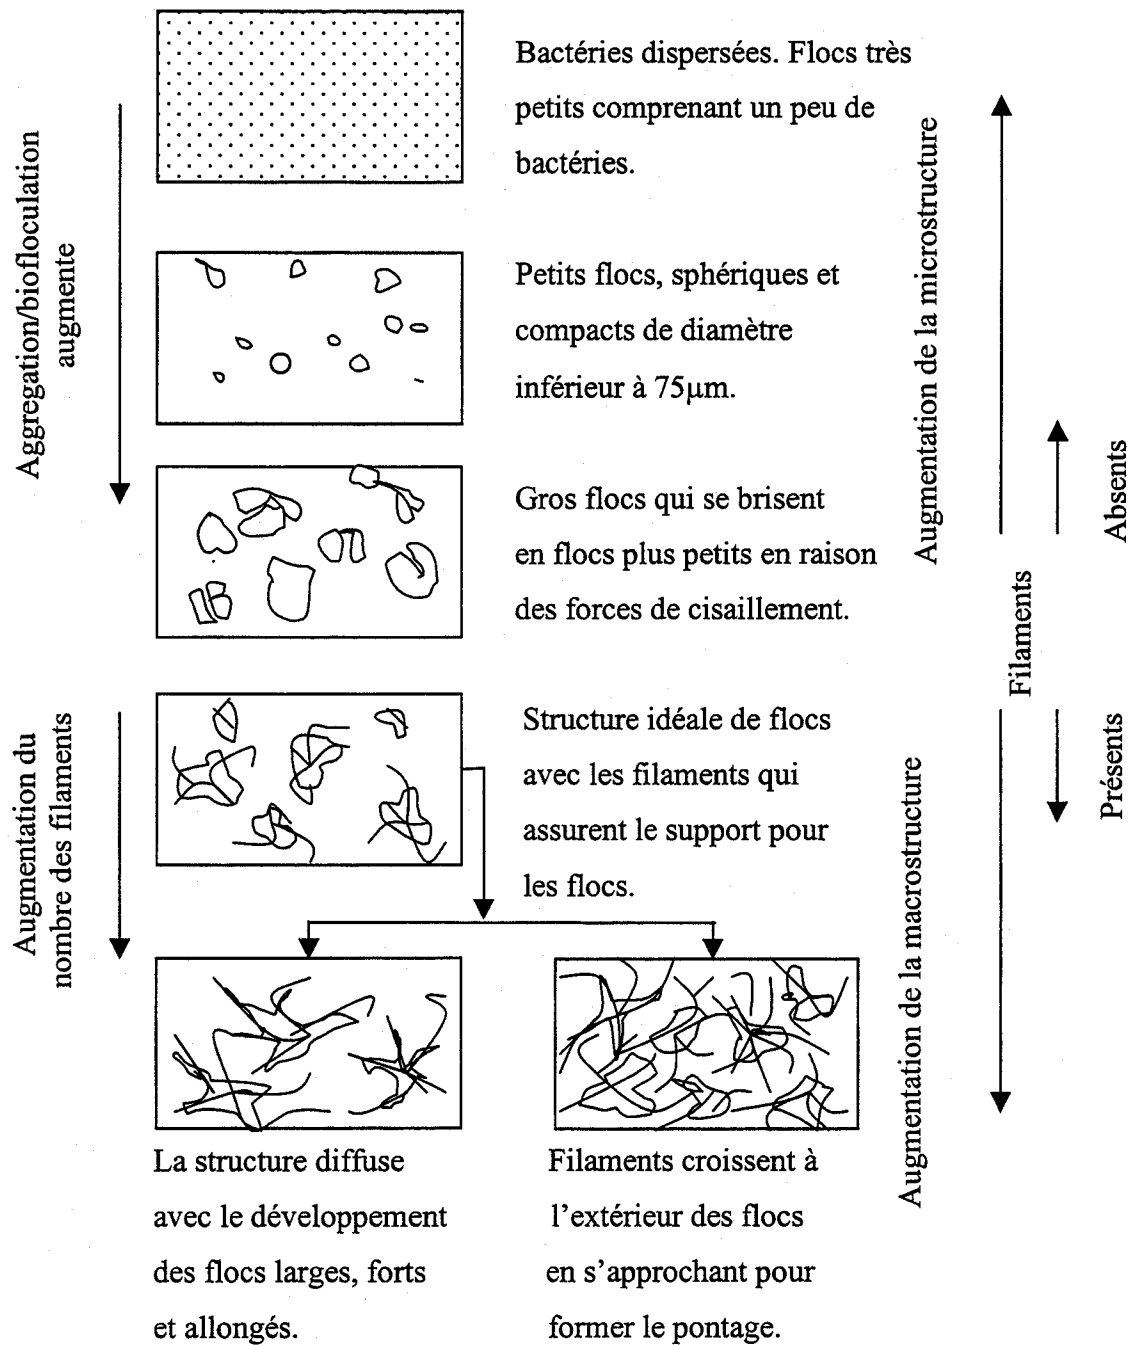 Bactéries dispersées. Flocs très
petits comprenant un peu de
bactéries.
Aggregation/biofloculation
augmente
Petits flocs, sphériques et
compacts de diamètre
inférieur à 75µm.
Gros flocs qui se brisent
en flocs plus petits en raison
des forces de cisaillement.
Augmentation de la microstructure
Absents
Filaments
Présents
Augmentation du
nombre des filaments
Structure idéale de flocs
avec les filaments qui
assurent le support pour
les flocs.
Augmentation de la macrostructure
La structure diffuse
avec le développement
des flocs larges, forts
et allongés.
Filaments croissent à
l'extérieur des flocs
en s'approchant pour
former le pontage.